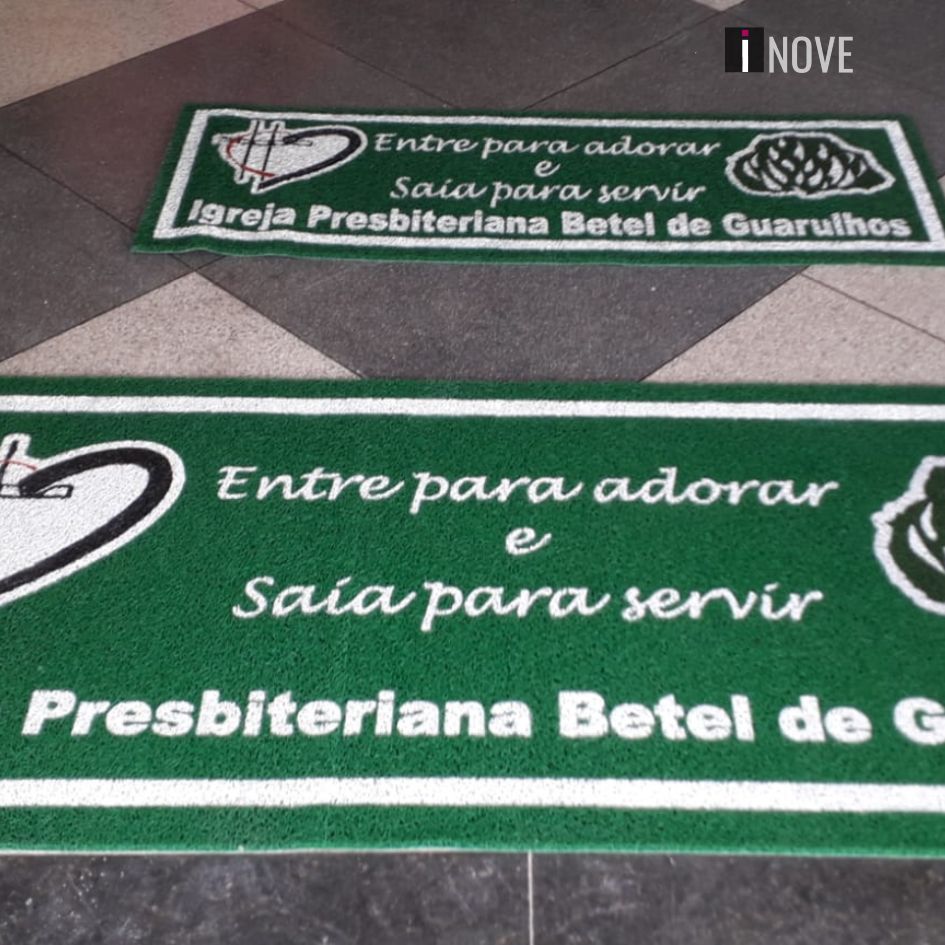 iNOVE
Entre para adorar
e
Saia para servir
Igreja Presbiteriana Betel de Guarulhos
Entre para adorar
e
Saia para servir
Presbiteriana Betel de G